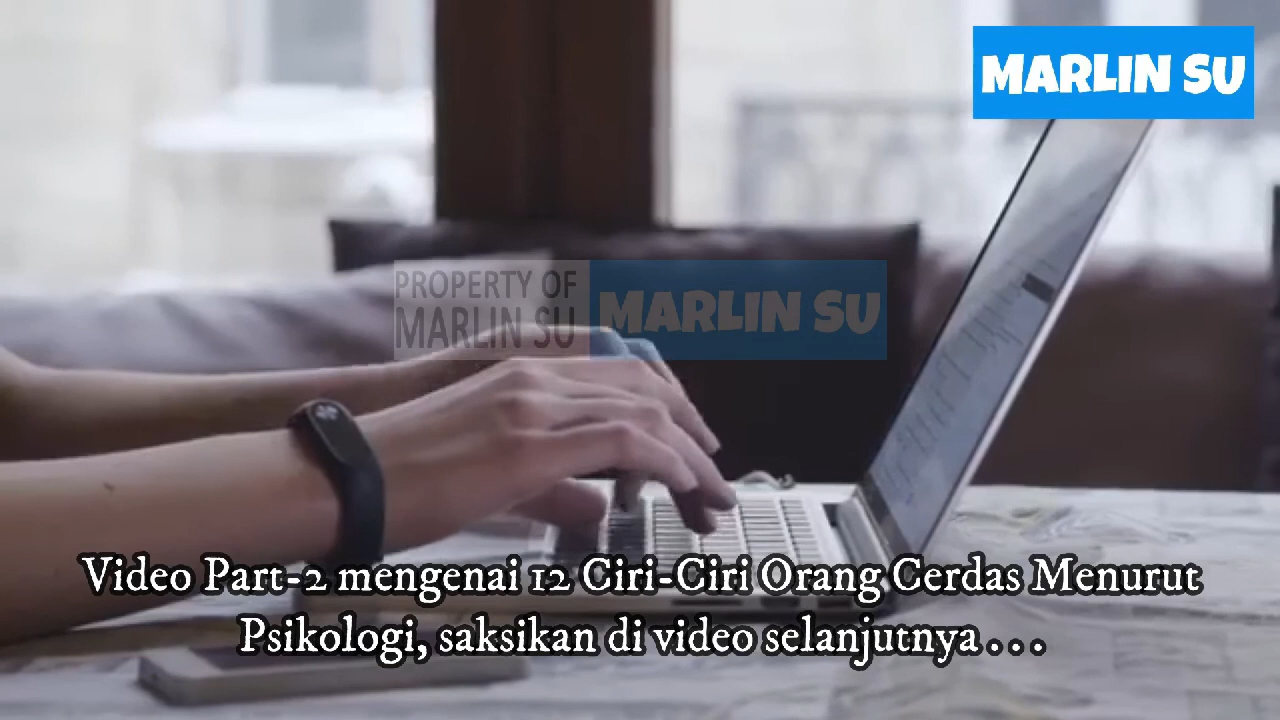 MARLIN SU
PROPERTY OF
MARLIN SU
MARLIN SU
Video Part-2 mengenai 12 Ciri-Ciri Orang Cerdas Menurut
Psikologi, saksikan di video selanjutnya . . .